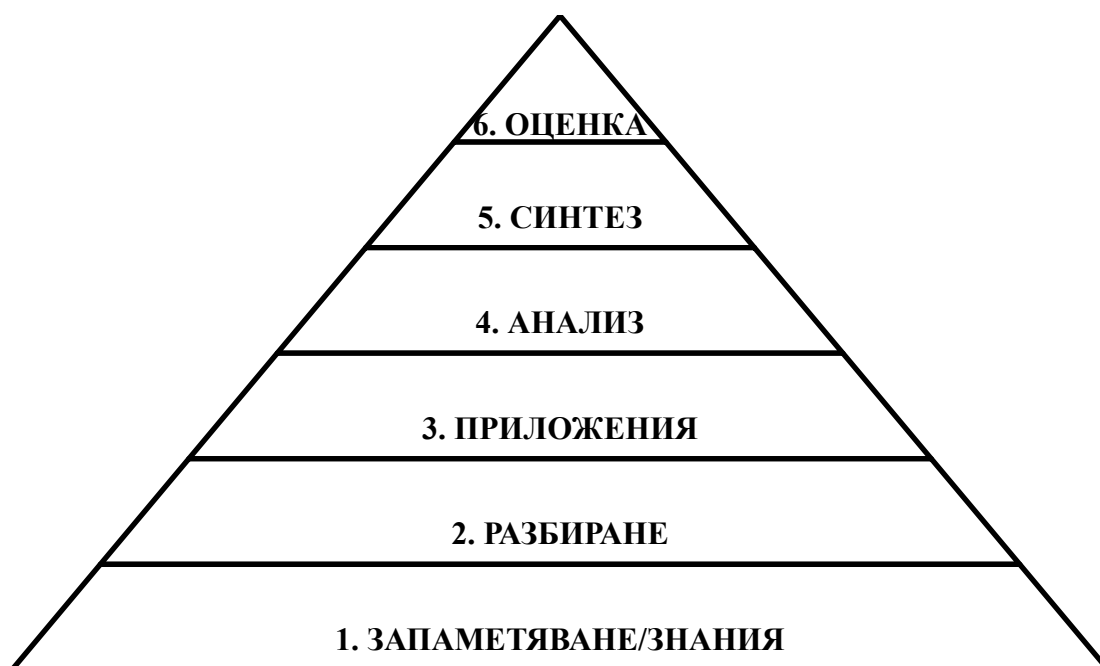 6. ОЦЕНКА
5. СИНТЕЗ
4. АНАЛИЗ
3. ПРИЛОЖЕНИЯ
2. РАЗБИРАНЕ
1. ЗАПАМЕТЯВАНЕ/ЗНАНИЯ